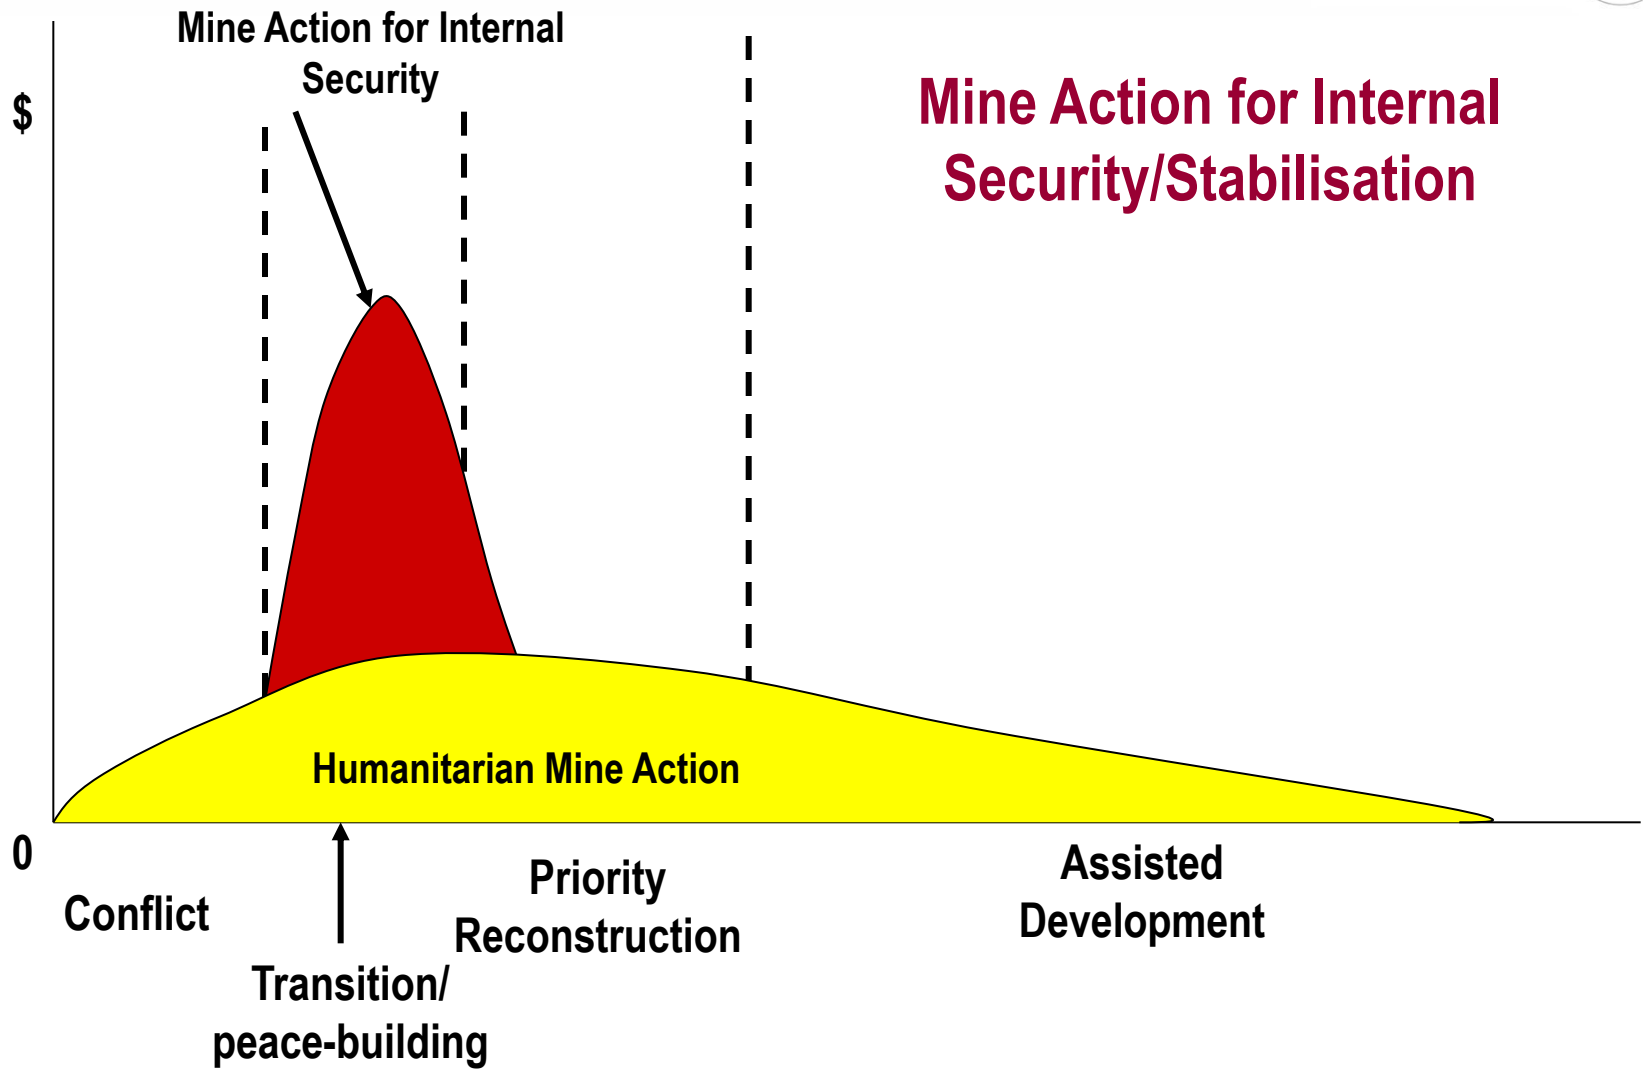 Mine Action for Internal
Security
$
Mine Action for Internal
Security/Stabilisation
Humanitarian Mine Action
0
Conflict
Transition/
peace-building
Priority
Reconstruction
Assisted
Development